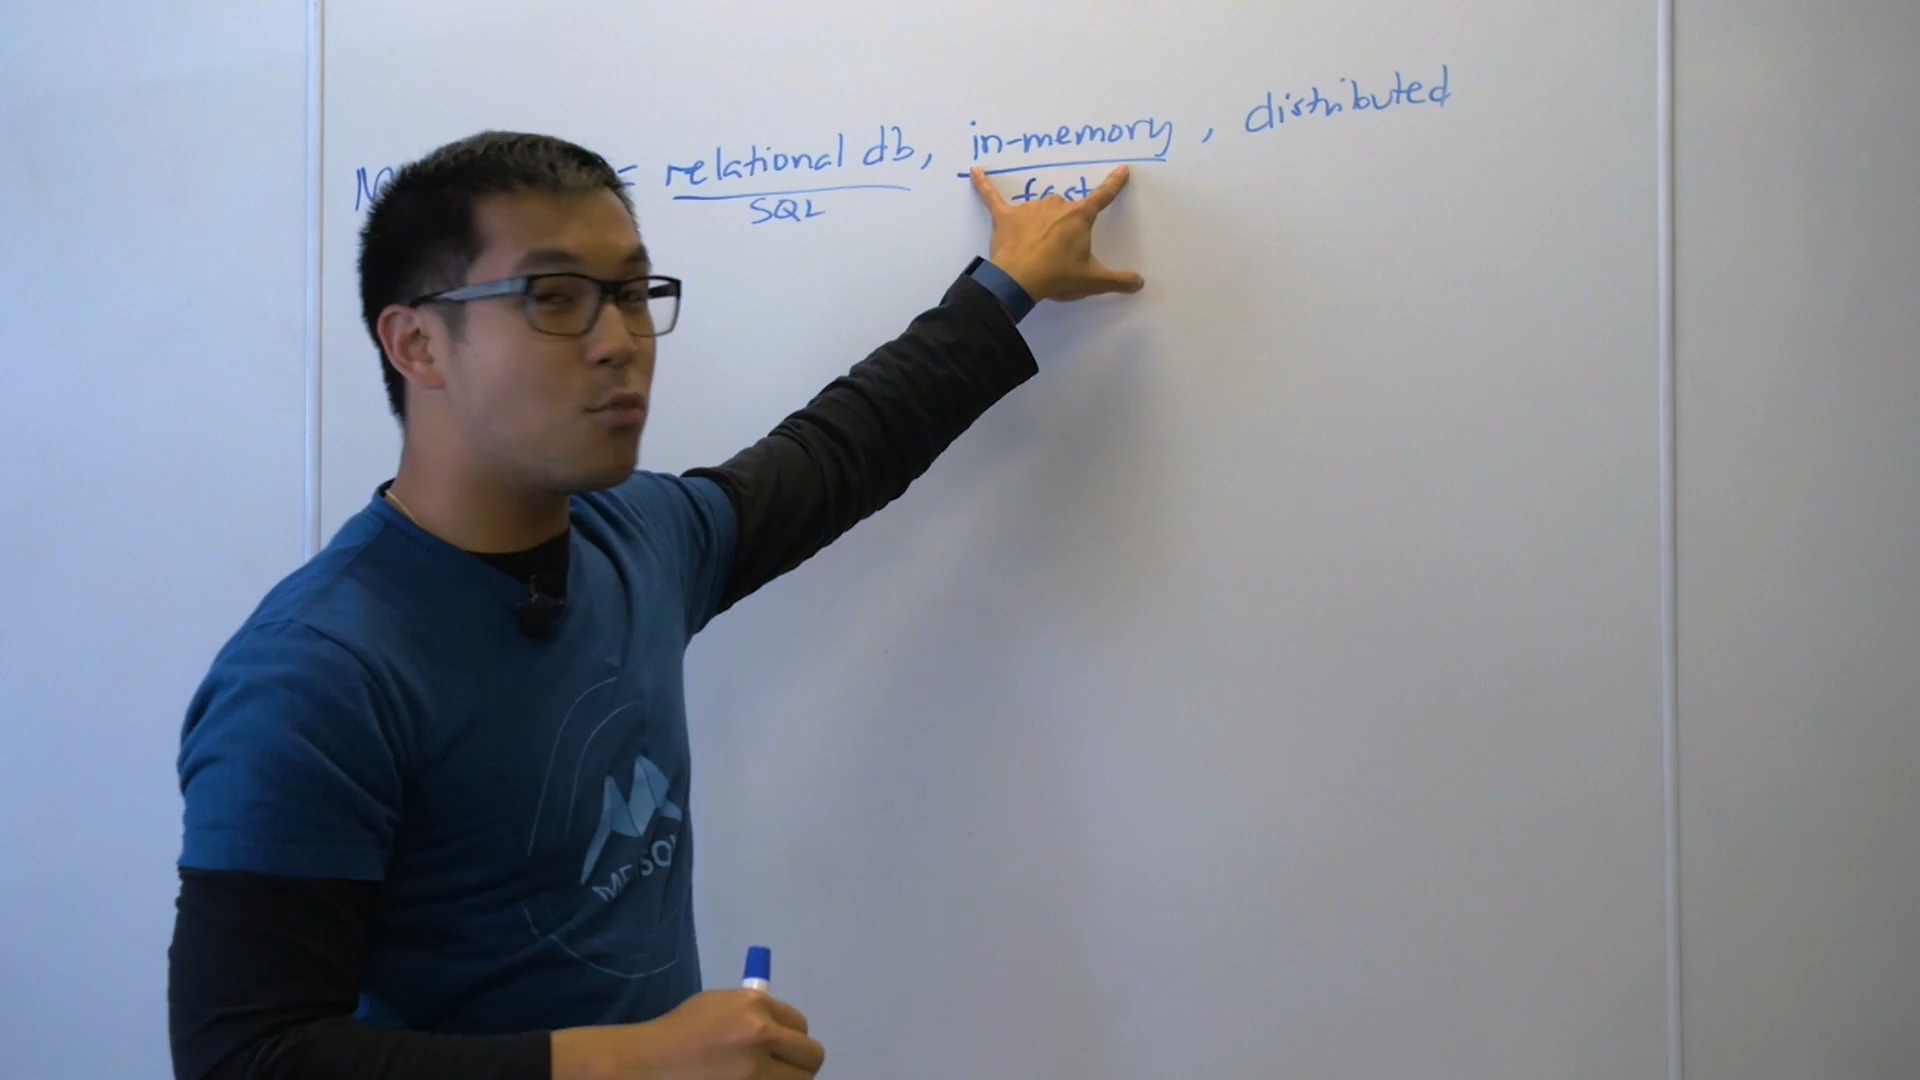 = relational db, in-memory, distributed
SQL fast